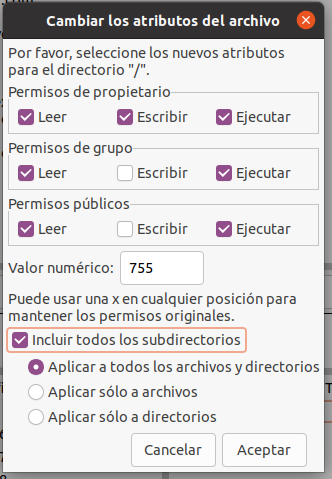 Cambiar los atributos del archivo
Por favor, seleccione los nuevos atributos
para el directorio "/".
Permisos de propietario
Leer Escribir Ejecutar
Permisos de grupo
Leer Escribir Ejecutar
Permisos públicos
Leer Escribir Ejecutar
Valor numérico: 755
Puede usar una x en cualquier posición para
mantener los permisos originales.
Incluir todos los subdirectorios
Aplicar a todos los archivos y directorios
Aplicar sólo a archivos
Aplicar sólo a directorios
Cancelar Aceptar